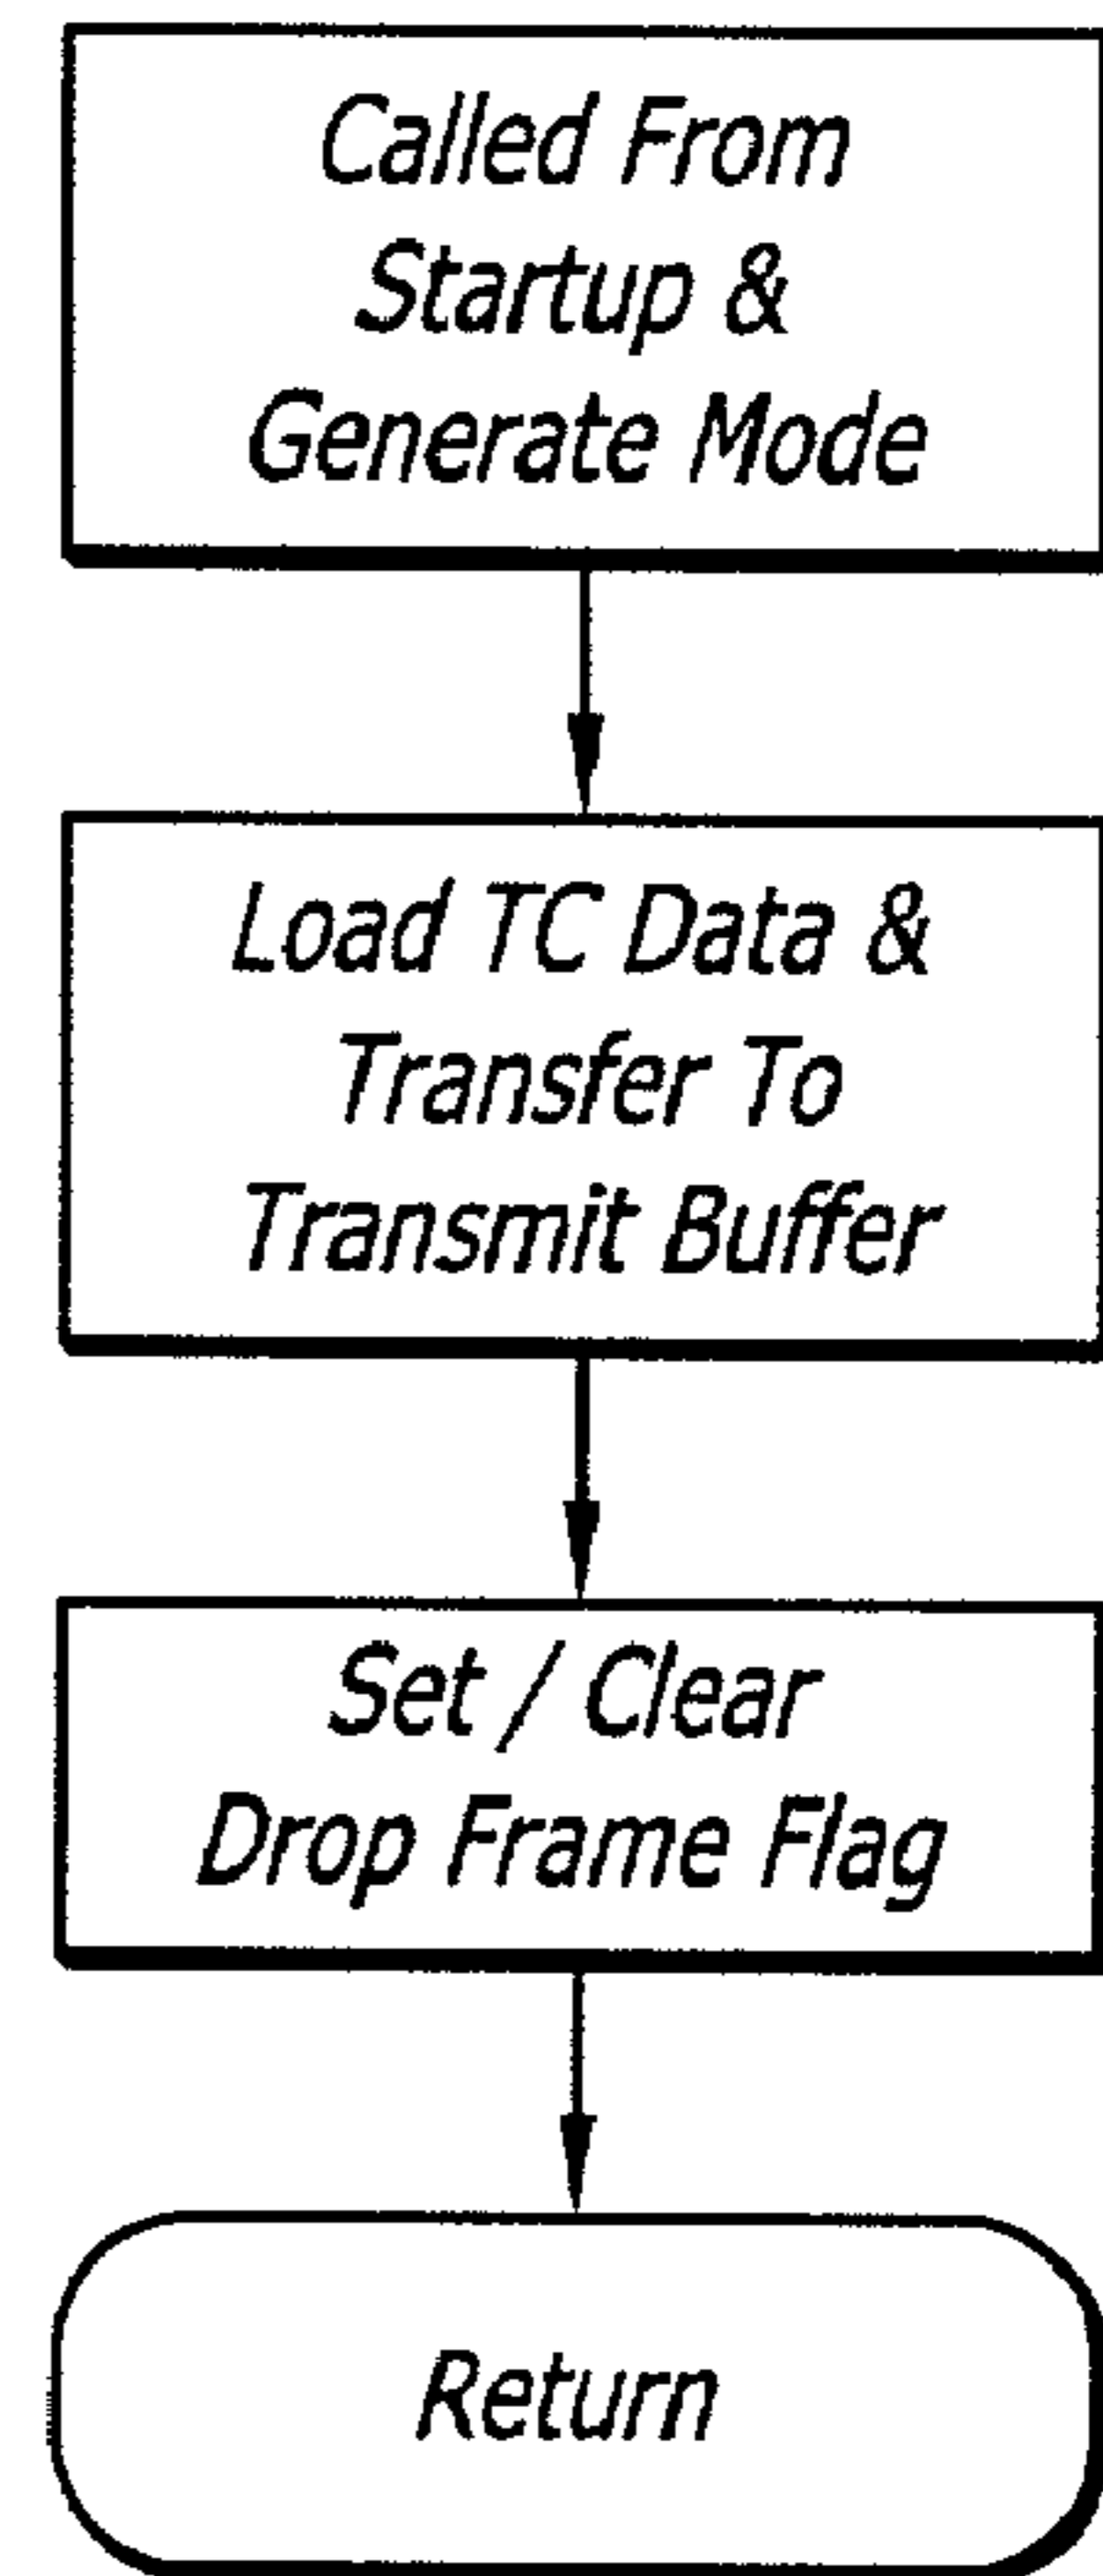 Called From
Startup &
Generate Mode
Load TC Data &
Transfer To
Transmit Buffer
Set / Clear
Drop Frame Flag
Return